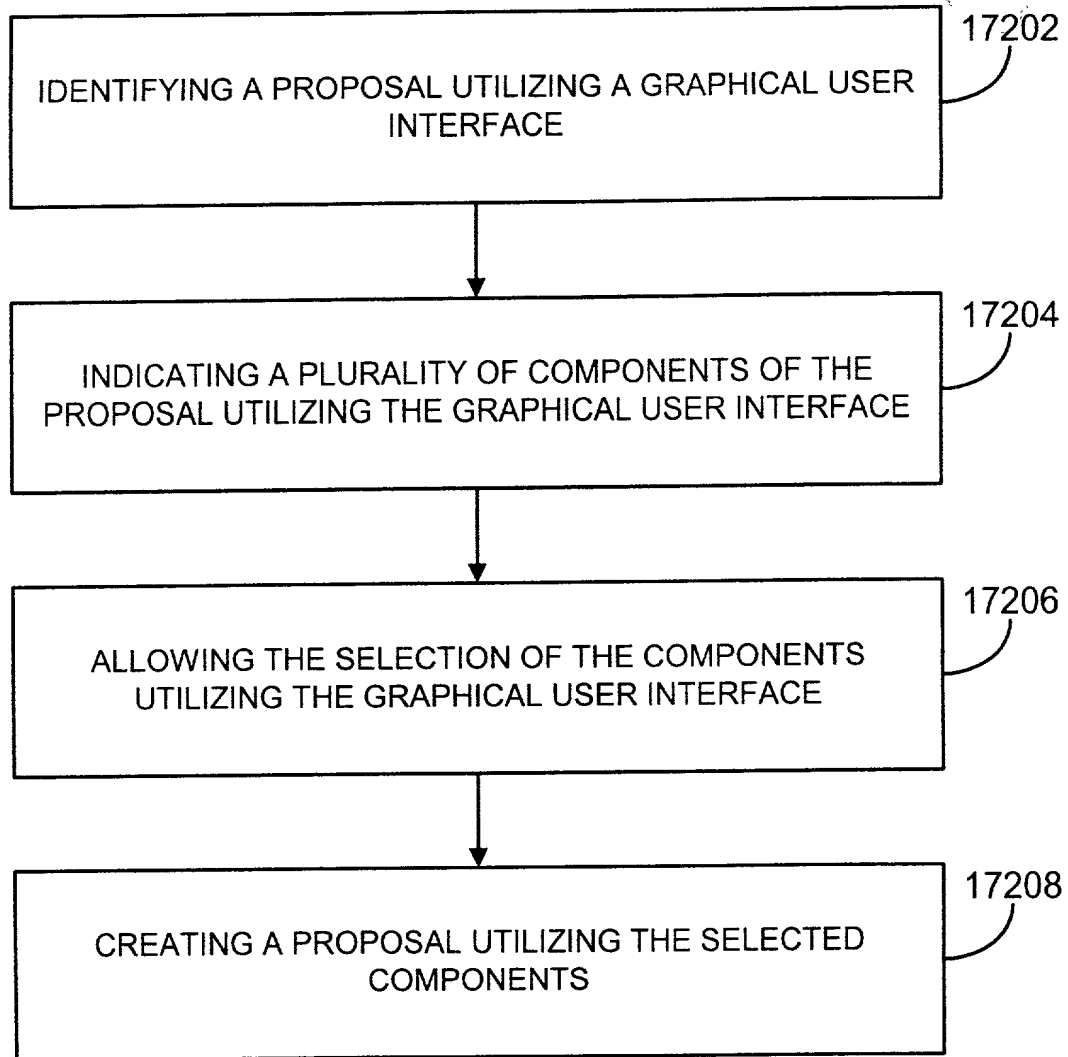 17202
IDENTIFYING A PROPOSAL UTILIZING A GRAPHICAL USER
INTERFACE
17204
INDICATING A PLURALITY OF COMPONENTS OF THE
PROPOSAL UTILIZING THE GRAPHICAL USER INTERFACE
17206
ALLOWING THE SELECTION OF THE COMPONENTS
UTILIZING THE GRAPHICAL USER INTERFACE
17208
CREATING A PROPOSAL UTILIZING THE SELECTED
COMPONENTS